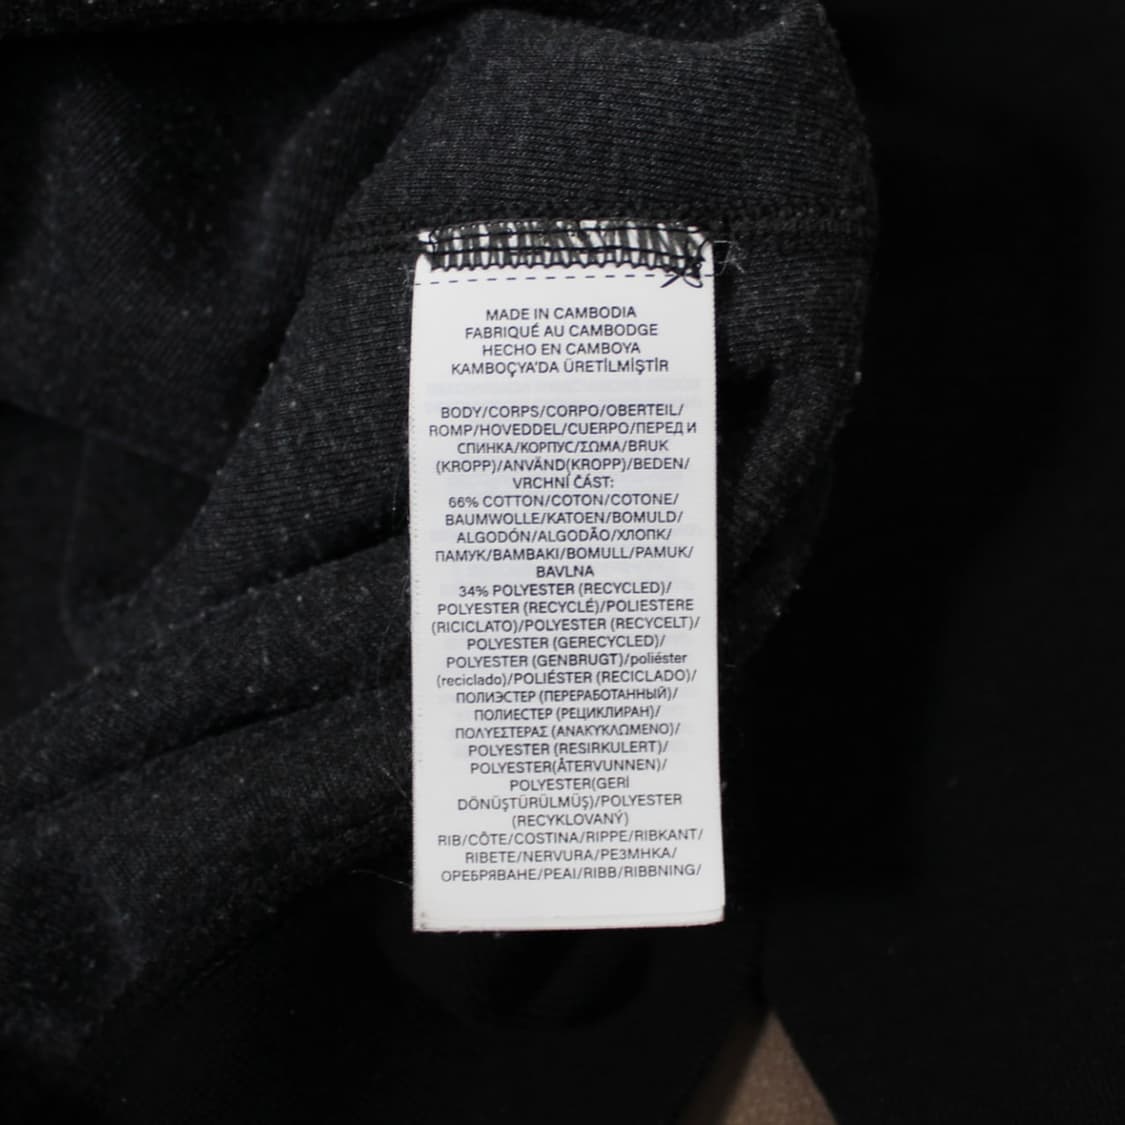 MADE IN CAMBODIA
FABRIQUÉ AU CAMBODGE
HECHO EN CAMBOYA
KAMBOÇYA'DA ÜRETİLMİŞTİR
BODY/CORPS/CORPO/OBERTEIL/
ROMP/HOVEDDEL/CUERPO/ПЕРЕД И
СПИНКА/КОРПУС/ΣΩΜΑ/BRUK
(KROPP)/ANVÄND(KROPP)/BEDEN/
VRCHNÍ ČÁST:
66% COTTON/COTON/COTONE/
BAUMWOLLE/KATOEN/BOMULD/
ALGODÓN/ALGODÃO/ХЛОПК/
ПАМУК/ΒΑΜΒΑΚΙ/BOMULL/PAMUK/
BAVLNA
34% POLYESTER (RECYCLED)/
POLYESTER (RECYCLÉ)/POLIESTERE
(RICICLATO)/POLYESTER (RECYCELT)/
POLYESTER (GERECYCLED)/
POLYESTER (GENBRUGT)/poliéster
(reciclado)/POLIÉSTER (RECICLADO)/
ПОЛИЭСТЕР (ПЕРЕРАБОТАННЫЙ)/
ПОЛИЕСТЕР (РЕЦИКЛИРАН)/
ΠΟΛΥΕΣΤΕΡΑΣ (ΑΝΑΚΥΚΛΩΜΕΝΟ)/
POLYESTER (RESIRKULERT)/
POLYESTER(ÅTERVUNNEN)/
POLYESTER(GERİ
DÖNÜŞTÜRÜLMÜŞ)/POLYESTER
(RECYKLOVANÝ)
RIB/CÔTE/COSTINA/RIPPE/RIBKANT/
RIBETE/NERVURA/РЕЗМНКА/
ОРЕБРЯВАНЕ/ΡΕΑΙ/RIBB/RIBBNING/